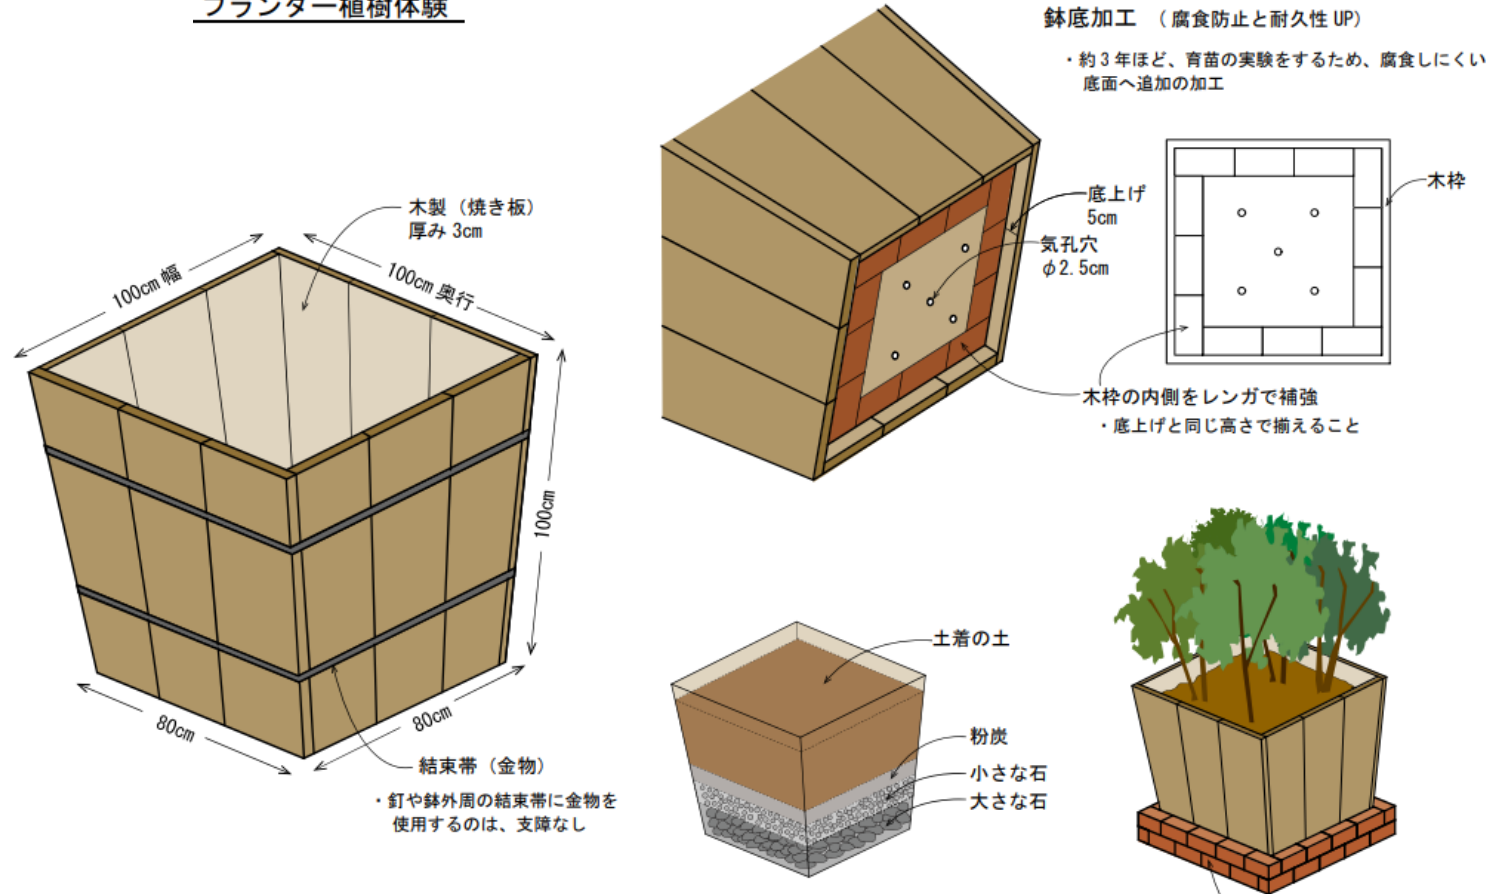 プランター植樹体験
木製（焼き板）
厚み 3cm
100cm 幅
100cm 奥行
100cm
80cm
80cm
結束帯（金物）
・釘や鉢外周の結束帯に金物を
使用するのは、支障なし
鉢底加工 （ 腐食防止と耐久性 UP）
・約 3 年ほど、育苗の実験をするため、腐食しにくい
底面へ追加の加工
底上げ
5cm
気孔穴
φ2.5cm
木枠
木枠の内側をレンガで補強
・底上げと同じ高さで揃えること
土着の土
粉炭
小さな石
大さな石